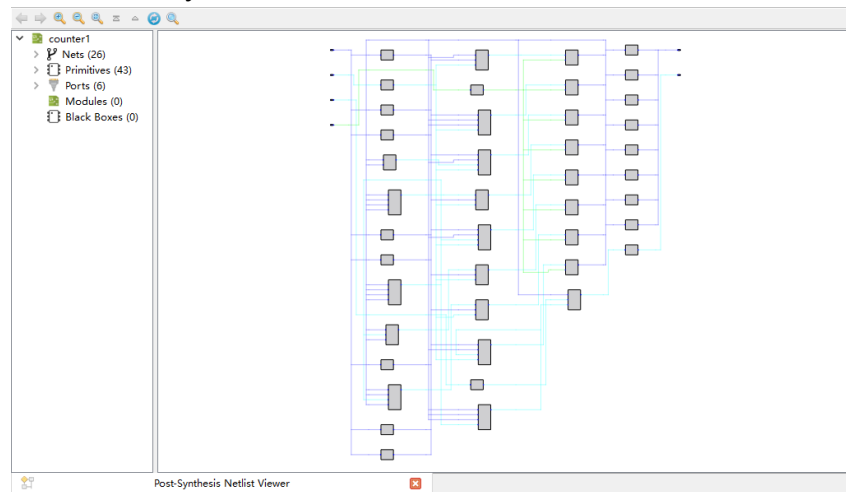 counter1
Nets (26)
Primitives (43)
Ports (6)
Modules (0)
Black Boxes (0)
Post-Synthesis Netlist Viewer